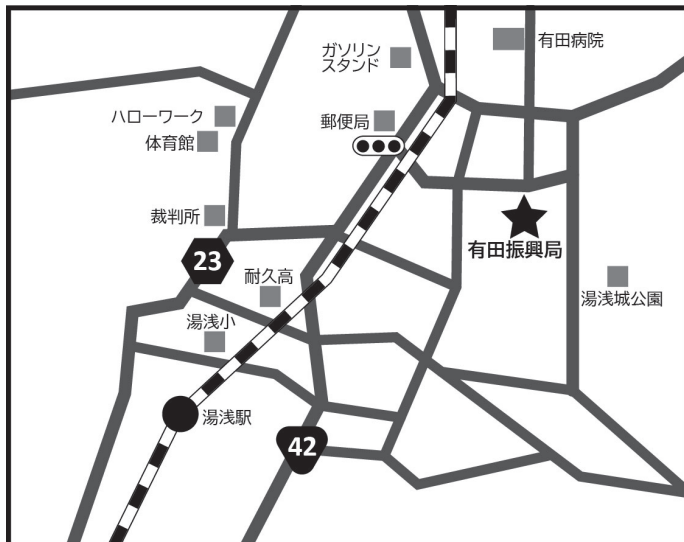 ガソリン
スタンド
有田病院
ハローワーク
郵便局
体育館
裁判所
有田振興局
23
耐久高
湯浅城公園
湯浅小
湯浅駅
42